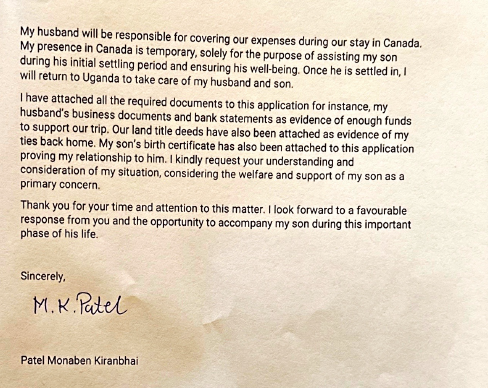 My husband will be responsible for covering our expenses during our stay in Canada.
My presence in Canada is temporary, solely for the purpose of assisting my son
during his initial settling period and ensuring his well-being. Once he is settled in, I
will return to Uganda to take care of my husband and son.
I have attached all the required documents to this application for instance, my
husband's business documents and bank statements as evidence of enough funds
to support our trip. Our land title deeds have also been attached as evidence of my
ties back home. My son's birth certificate has also been attached to this application
proving my relationship to him. I kindly request your understanding and
consideration of my situation, considering the welfare and support of my son as a
primary concern.
Thank you for your time and attention to this matter. I look forward to a favourable
response from you and the opportunity to accompany my son during this important
phase of his life.
Sincerely,
M.K.Patel
Patel Monaben Kiranbhai